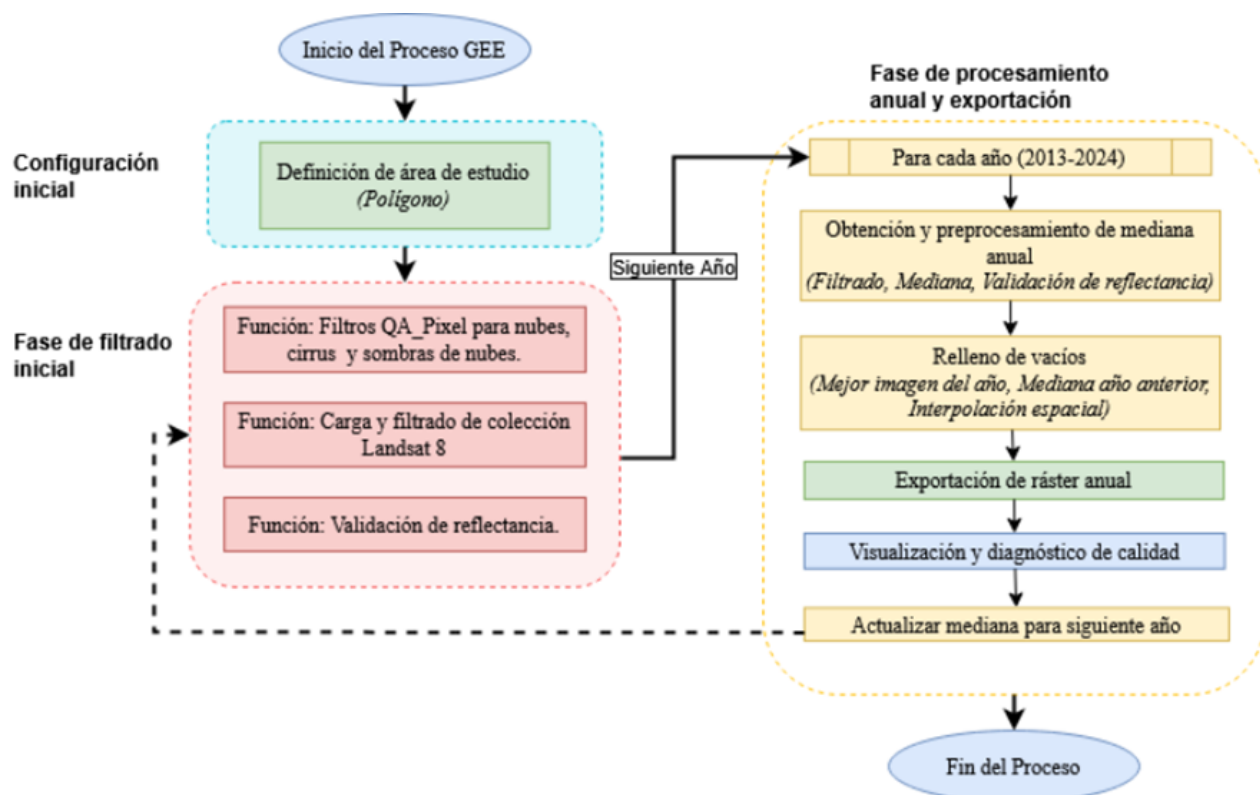 Inicio del Proceso GEE
Configuración
inicial
Definición de área de estudio
(Polígono)
Fase de filtrado
inicial
Función: Filtros QA_Pixel para nubes,
cirrus y sombras de nubes.
Función: Carga y filtrado de colección
Landsat 8
Función: Validación de reflectancia.
Siguiente Año
Fase de procesamiento
anual y exportación
Para cada año (2013-2024)
Obtención y preprocesamiento de mediana
anual
(Filtrado, Mediana, Validación de reflectancia)
Relleno de vacíos
(Mejor imagen del año, Mediana año anterior,
Interpolación espacial)
Exportación de ráster anual
Visualización y diagnóstico de calidad
Actualizar mediana para siguiente año
Fin del Proceso